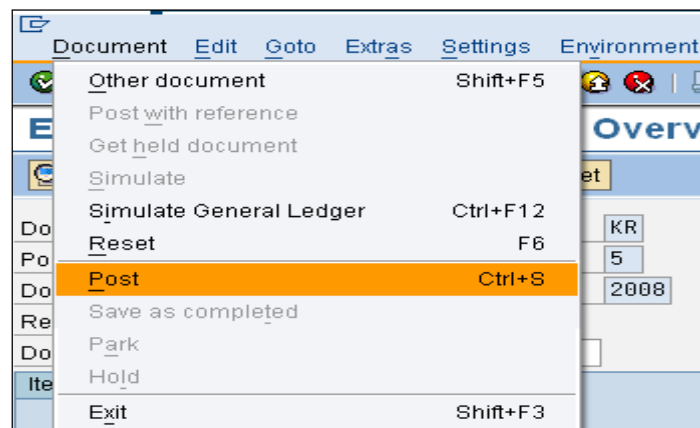 Document Edit Goto Extras Settings Environment
Other document Shift+F5
Post with reference
E Overv
Get held document
Simulate et
Simulate General Ledger Ctrl+F12
Do KR
Reset F6
Po 5
Post Ctrl+S
Do 2008
Save as completed
Re
Park
Do
Hold
Ite
Exit Shift+F3